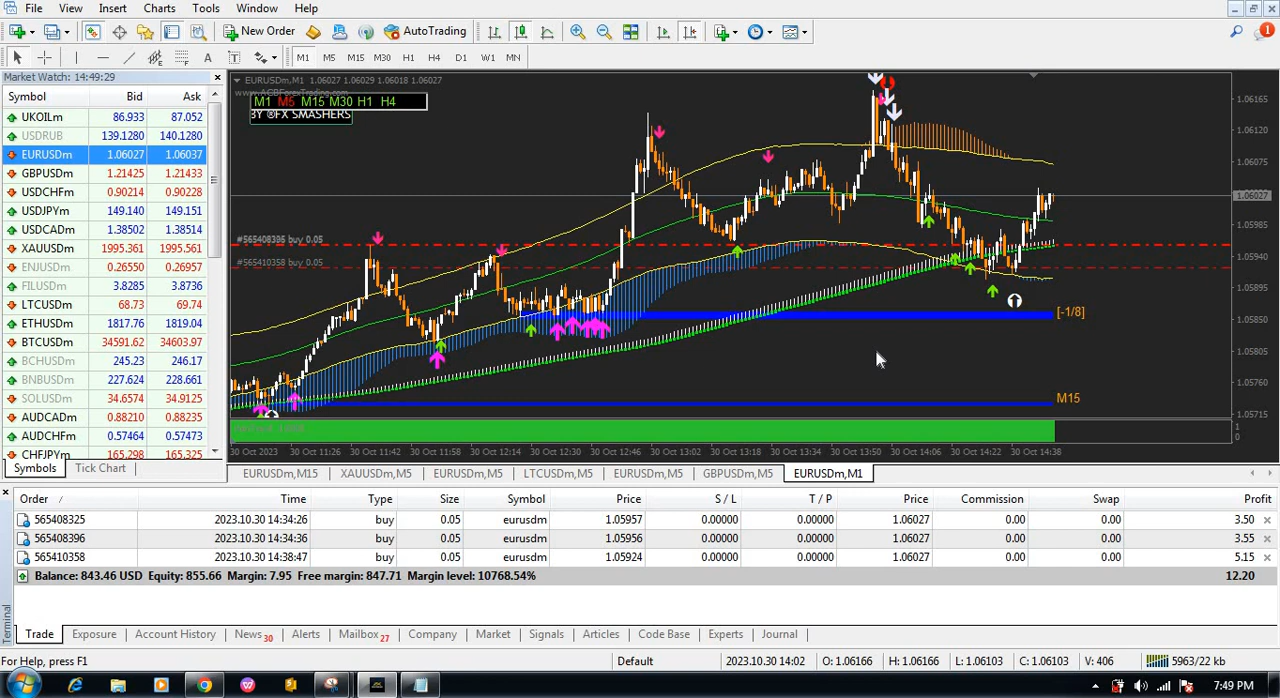 File View Insert Charts Tools Window Help
New Order AutoTrading 1
M1 M5 M15 M30 H1 H4 D1 W1 MN
Market Watch: 14:49:29
Symbol Bid Ask
UKOILm 86.933 87.052
USDRUB 139.1280 140.1280
EURUSDm 1.06027 1.06037
GBPUSDm 1.21425 1.21433
USDCHFm 0.90214 0.90228
USDJPYm 149.140 149.151
USDCADm 1.38502 1.38514
XAUUSDm 1995.361 1995.561
ENJUSDm 0.26550 0.26957
FILUSDm 3.8285 3.8736
LTCUSDm 68.73 69.74
ETHUSDm 1817.76 1819.04
BTCUSDm 34591.62 34603.97
BCHUSDm 245.23 246.17
BNBUSDm 227.624 228.661
SOLUSDm 34.6574 34.9125
AUDCADm 0.88210 0.88235
AUDCHFm 0.57464 0.57473
CHFJPYm 165.298 165.325
Symbols Tick Chart
EURUSDm,M1 1.06027 1.06029 1.06018 1.06027
www.ACBForexTrading.com
M1 M5 M15 M30 H1 H4
BY ®FX SMASHERS
#565408396 buy 0.05
#565410358 buy 0.05
[-1/8]
M15
1.06165
1.06120
1.06075
1.06027
1.05985
1.05940
1.05895
1.05850
1.05805
1.05760
1.05715
1
0
30 Oct 2023 30 Oct 11:26 30 Oct 11:42 30 Oct 11:58 30 Oct 12:14 30 Oct 12:30 30 Oct 12:46 30 Oct 13:02 30 Oct 13:18 30 Oct 13:34 30 Oct 13:50 30 Oct 14:06 30 Oct 14:22 30 Oct 14:38
EURUSDm,M15 XAUUSDm,M5 EURUSDm,M5 LTCUSDm,M5 EURUSDm,M5 GBPUSDm,M5 EURUSDm,M1
Order Time Type Size Symbol Price S / L T / P Price Commission Swap Profit
565408325 2023.10.30 14:34:26 buy 0.05 eurusdm 1.05957 0.00000 0.00000 1.06027 0.00 0.00 3.50
565408396 2023.10.30 14:34:36 buy 0.05 eurusdm 1.05956 0.00000 0.00000 1.06027 0.00 0.00 3.55
565410358 2023.10.30 14:38:47 buy 0.05 eurusdm 1.05924 0.00000 0.00000 1.06027 0.00 0.00 5.15
Balance: 843.46 USD Equity: 855.66 Margin: 7.95 Free margin: 847.71 Margin level: 10768.54% 12.20
Terminal
Trade Exposure Account History News 30 Alerts Mailbox 27 Company Market Signals Articles Code Base Experts Journal
For Help, press F1 Default 2023.10.30 14:02 O: 1.06166 H: 1.06166 L: 1.06103 C: 1.06103 V: 406 5963/22 kb
7:49 PM